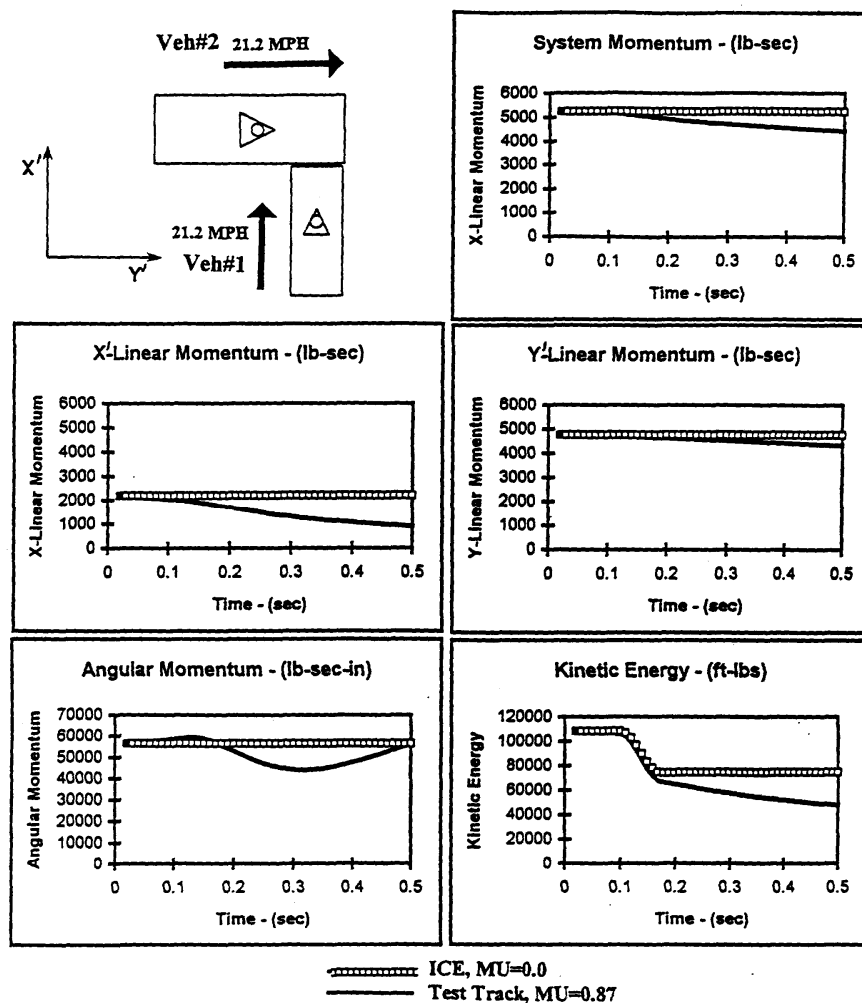 Veh#2 21.2 MPH
X'
Y'
21.2 MPH
Veh#1
System Momentum - (lb-sec)
X-Linear Momentum
6000
5000
4000
3000
2000
1000
0
0 0.1 0.2 0.3 0.4 0.5
Time - (sec)
X'-Linear Momentum - (lb-sec)
X-Linear Momentum
6000
5000
4000
3000
2000
1000
0
0 0.1 0.2 0.3 0.4 0.5
Time - (sec)
Y'-Linear Momentum - (lb-sec)
Y-Linear Momentum
6000
5000
4000
3000
2000
1000
0
0 0.1 0.2 0.3 0.4 0.5
Time - (sec)
Angular Momentum - (lb-sec-in)
Angular Momentum
70000
60000
50000
40000
30000
20000
10000
0
0 0.1 0.2 0.3 0.4 0.5
Time - (sec)
Kinetic Energy - (ft-lbs)
Kinetic Energy
120000
100000
80000
60000
40000
20000
0
0 0.1 0.2 0.3 0.4 0.5
Time - (sec)
ICE, MU=0.0
Test Track, MU=0.87